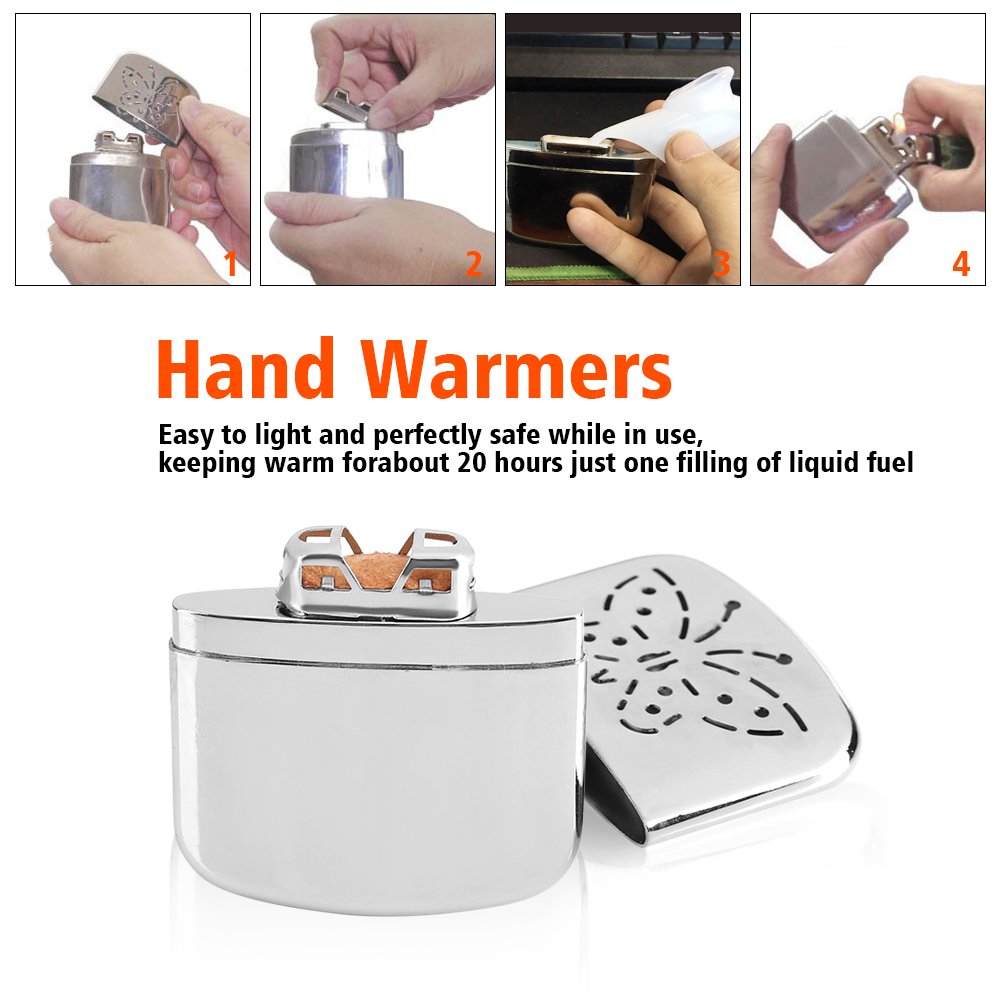 1
2
3
4
Hand Warmers
Easy to light and perfectly safe while in use,
keeping warm forabout 20 hours just one filling of liquid fuel